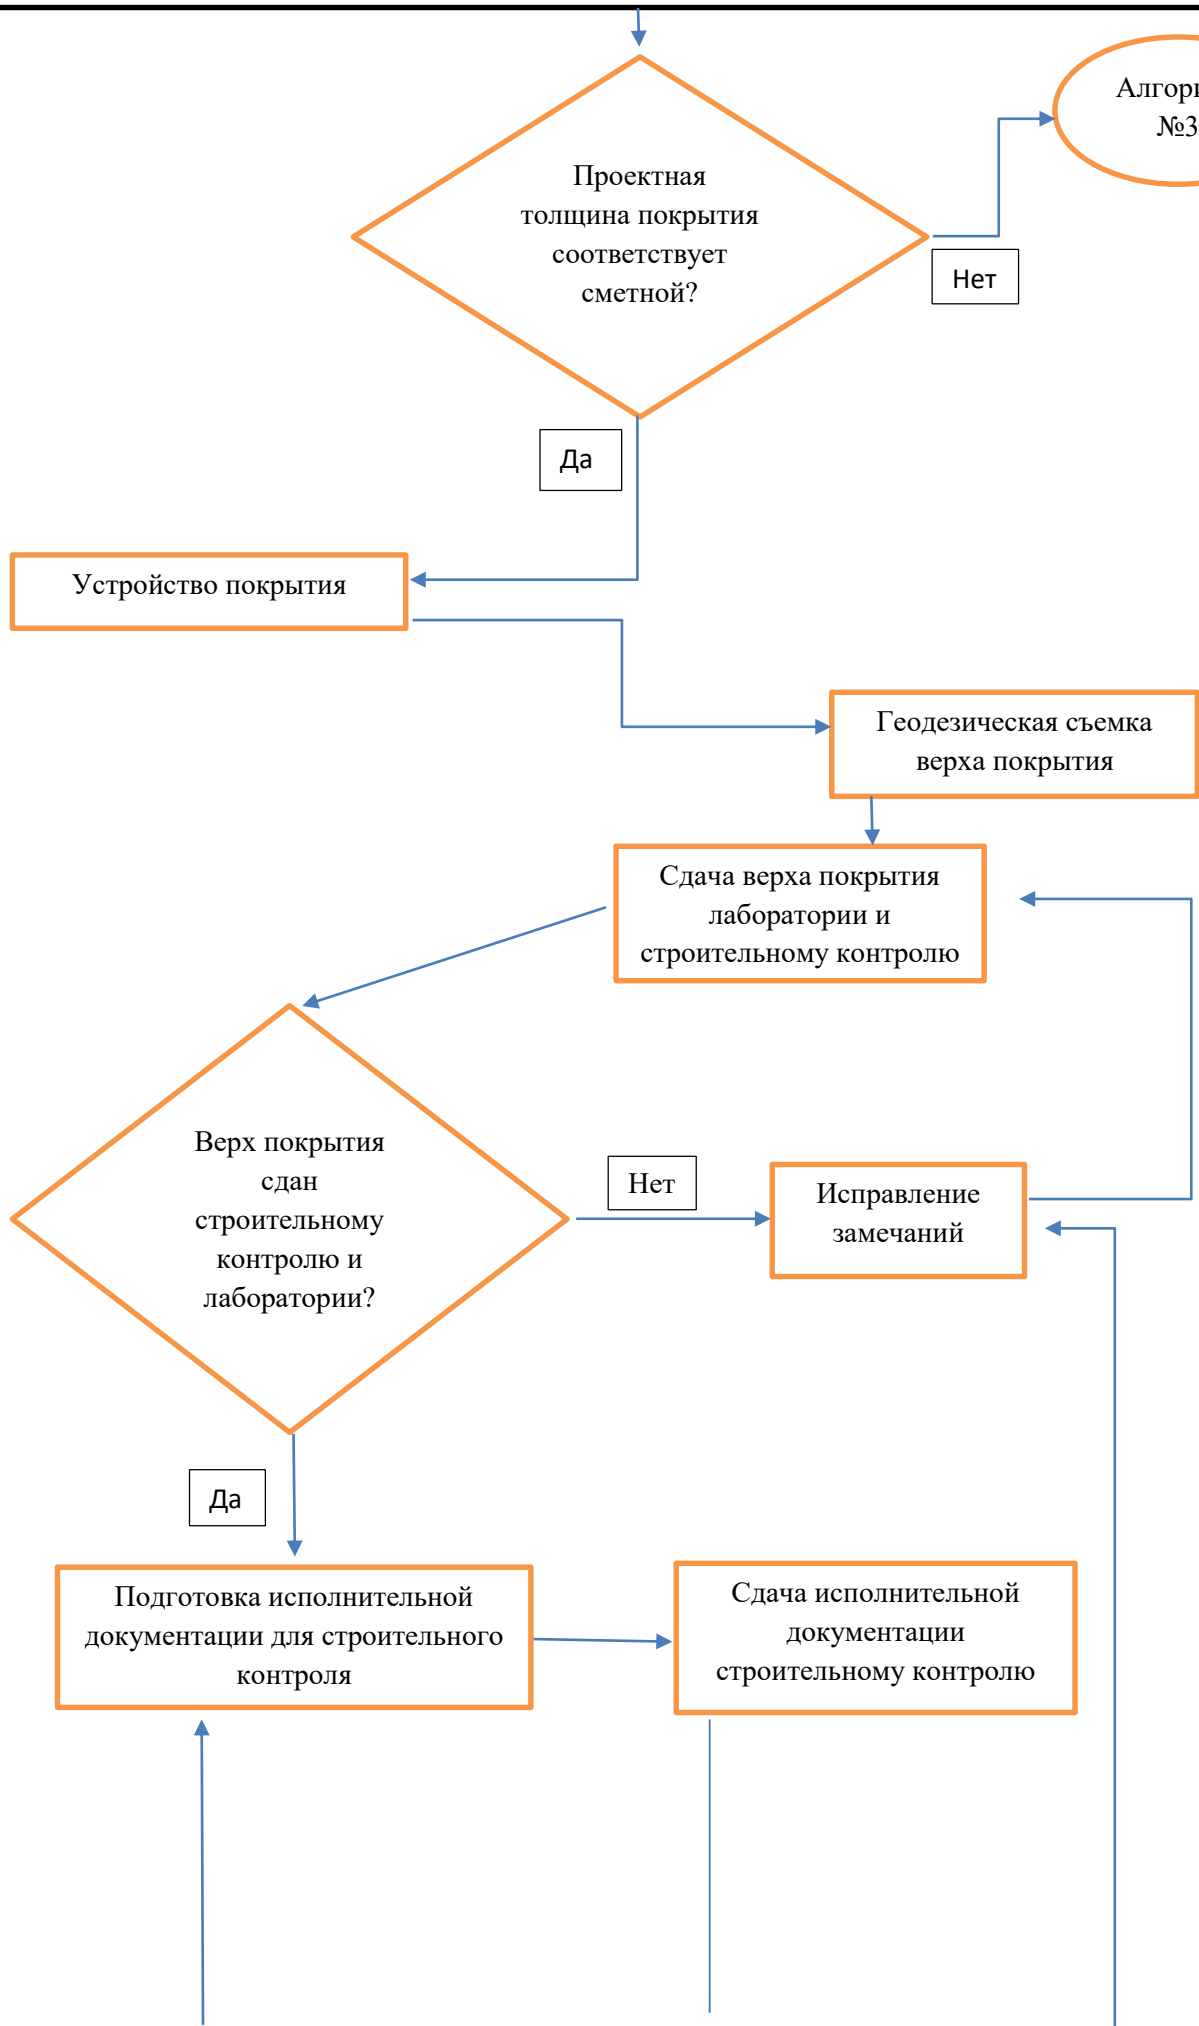 Алгори
№3
Проектная
толщина покрытия
соответствует
сметной?
Нет
Да
Устройство покрытия
Геодезическая съемка
верха покрытия
Сдача верха покрытия
лаборатории и
строительному контролю
Верх покрытия
сдан
строительному
контролю и
лаборатории?
Нет
Исправление
замечаний
Да
Подготовка исполнительной
документации для строительного
контроля
Сдача исполнительной
документации
строительному контролю